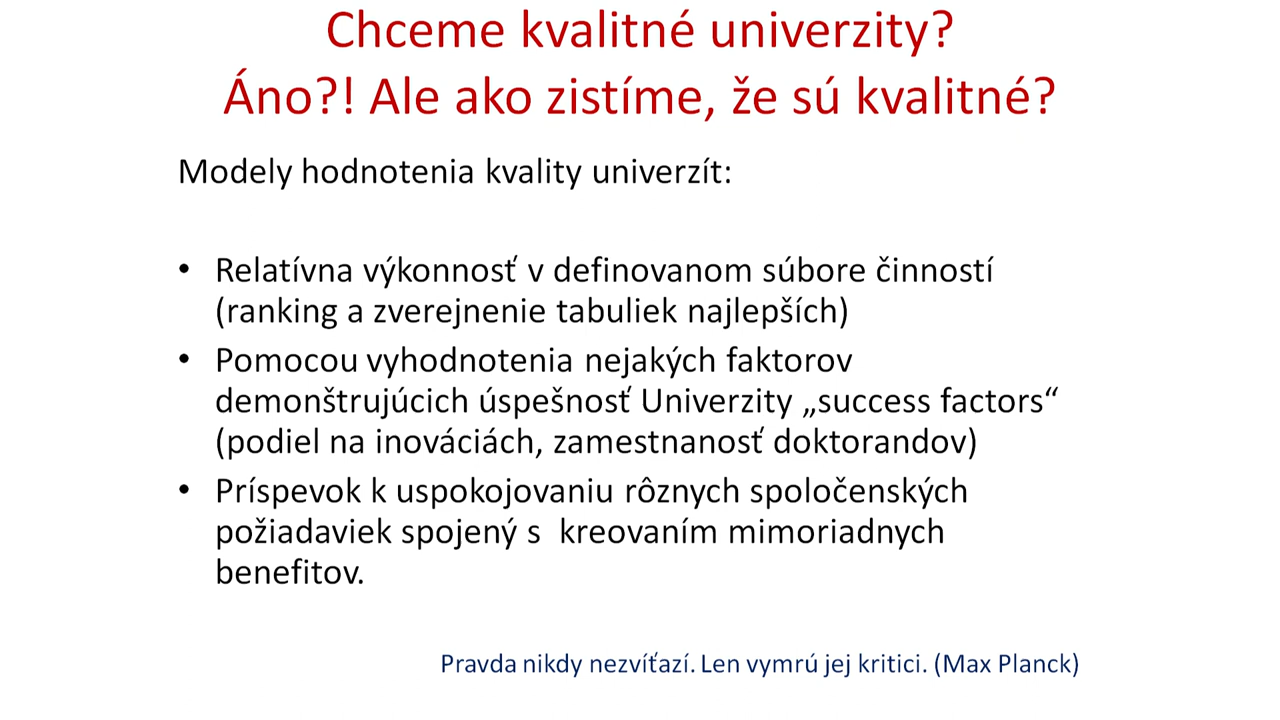 Chceme kvalitné univerzity?
Áno?! Ale ako zistíme, že sú kvalitné?
Modely hodnotenia kvality univerzít:
• Relatívna výkonnosť v definovanom súbore činností
(ranking a zverejnenie tabuliek najlepších)
• Pomocou vyhodnotenia nejakých faktorov
demonštrujúcich úspešnosť Univerzity „success factors“
(podiel na inováciách, zamestnanosť doktorandov)
• Príspevok k uspokojovaniu rôznych spoločenských
požiadaviek spojený s  kreovaním mimoriadnych
benefitov.
Pravda nikdy nezvíťazí. Len vymrú jej kritici. (Max Planck)